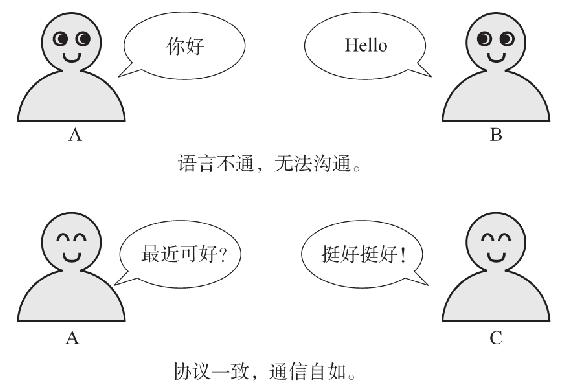 你好
Hello
A
B
语言不通，无法沟通。
最近可好？
挺好挺好！
A
C
协议一致，通信自如。